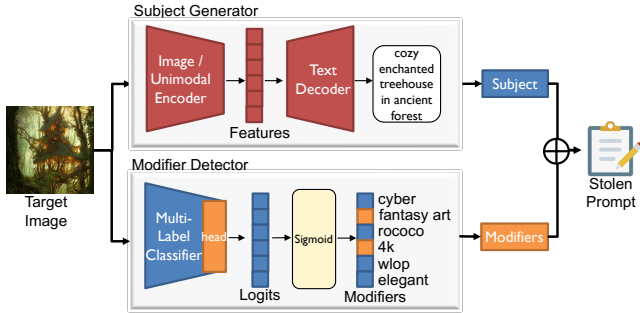 Subject Generator
Image /
Unimodal
Encoder
Features
Text
Decoder
cozy
enchanted
treehouse
in ancient
forest
Subject
Target
Image
Modifier Detector
Multi-
Label
Classifier
head
Logits
Sigmoid
cyber
fantasy art
rococo
4k
wlop
elegant
Modifiers
Modifiers
Stolen
Prompt